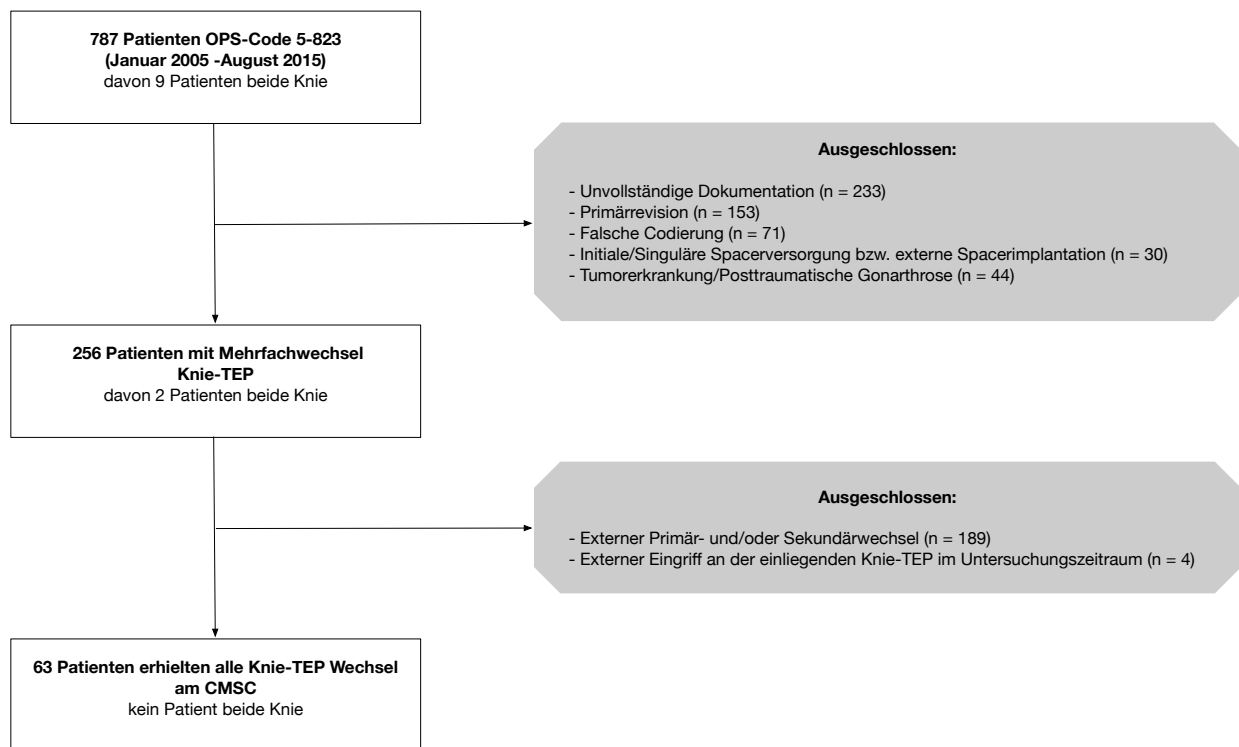 787 Patienten OPS-Code 5-823
(Januar 2005 -August 2015)
davon 9 Patienten beide Knie
Ausgeschlossen:
- Unvollständige Dokumentation (n = 233)
- Primärrevision (n = 153)
- Falsche Codierung (n = 71)
- Initiale/Singuläre Spacerversorgung bzw. externe Spacerimplantation (n = 30)
- Tumorerkrankung/Posttraumatische Gonarthrose (n = 44)
256 Patienten mit Mehrfachwechsel
Knie-TEP
davon 2 Patienten beide Knie
Ausgeschlossen:
- Externer Primär- und/oder Sekundärwechsel (n = 189)
- Externer Eingriff an der einliegenden Knie-TEP im Untersuchungszeitraum (n = 4)
63 Patienten erhielten alle Knie-TEP Wechsel
am CMSC
kein Patient beide Knie